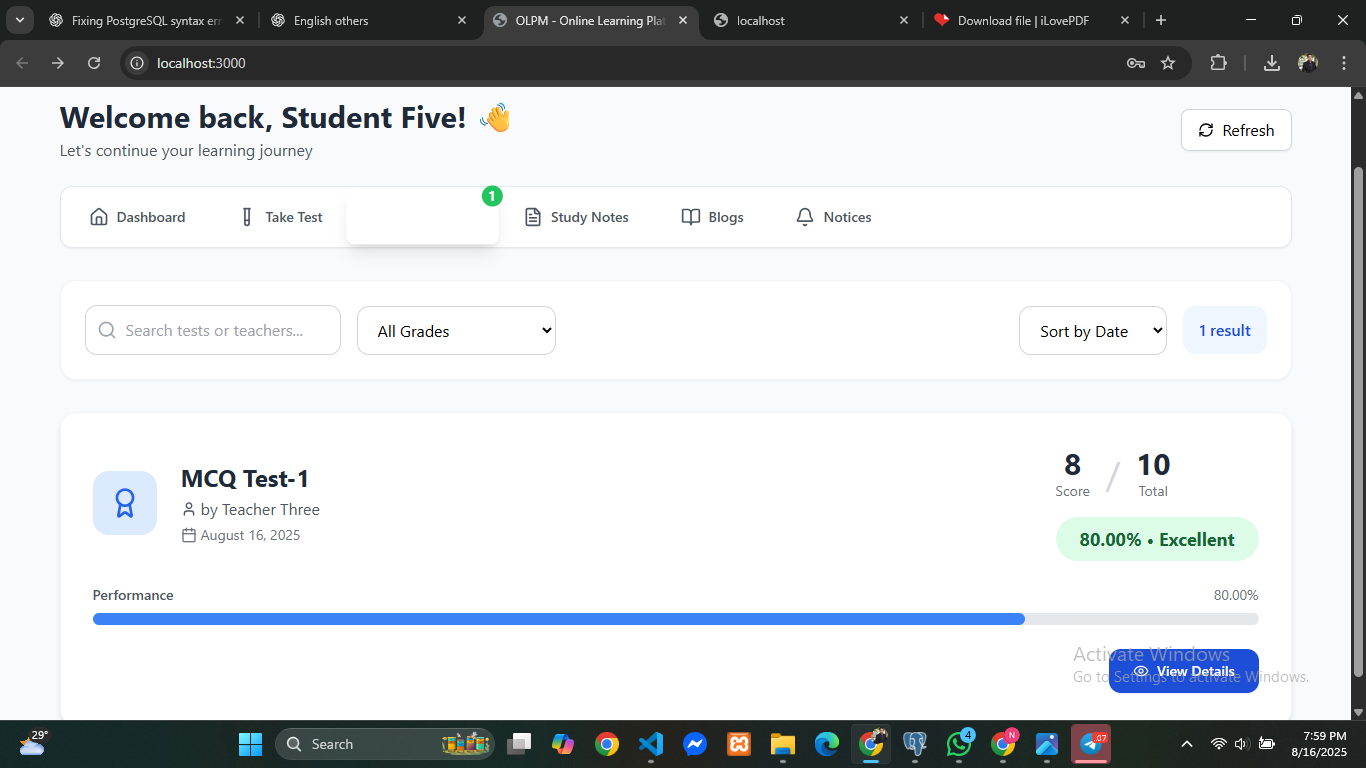 Fixing PostgreSQL syntax err
English others
OLPM - Online Learning Plat
localhost
Download file | iLovePDF
localhost:3000
Welcome back, Student Five! 👋
Let's continue your learning journey
Refresh
Dashboard
Take Test
1
Study Notes
Blogs
Notices
Search tests or teachers...
All Grades
Sort by Date
1 result
MCQ Test-1
by Teacher Three
August 16, 2025
8 / 10
Score Total
80.00% • Excellent
Performance
80.00%
View Details
Activate Windows
Go to Settings to activate Windows.
29°
Search
4
N
.07
7:59 PM
8/16/2025